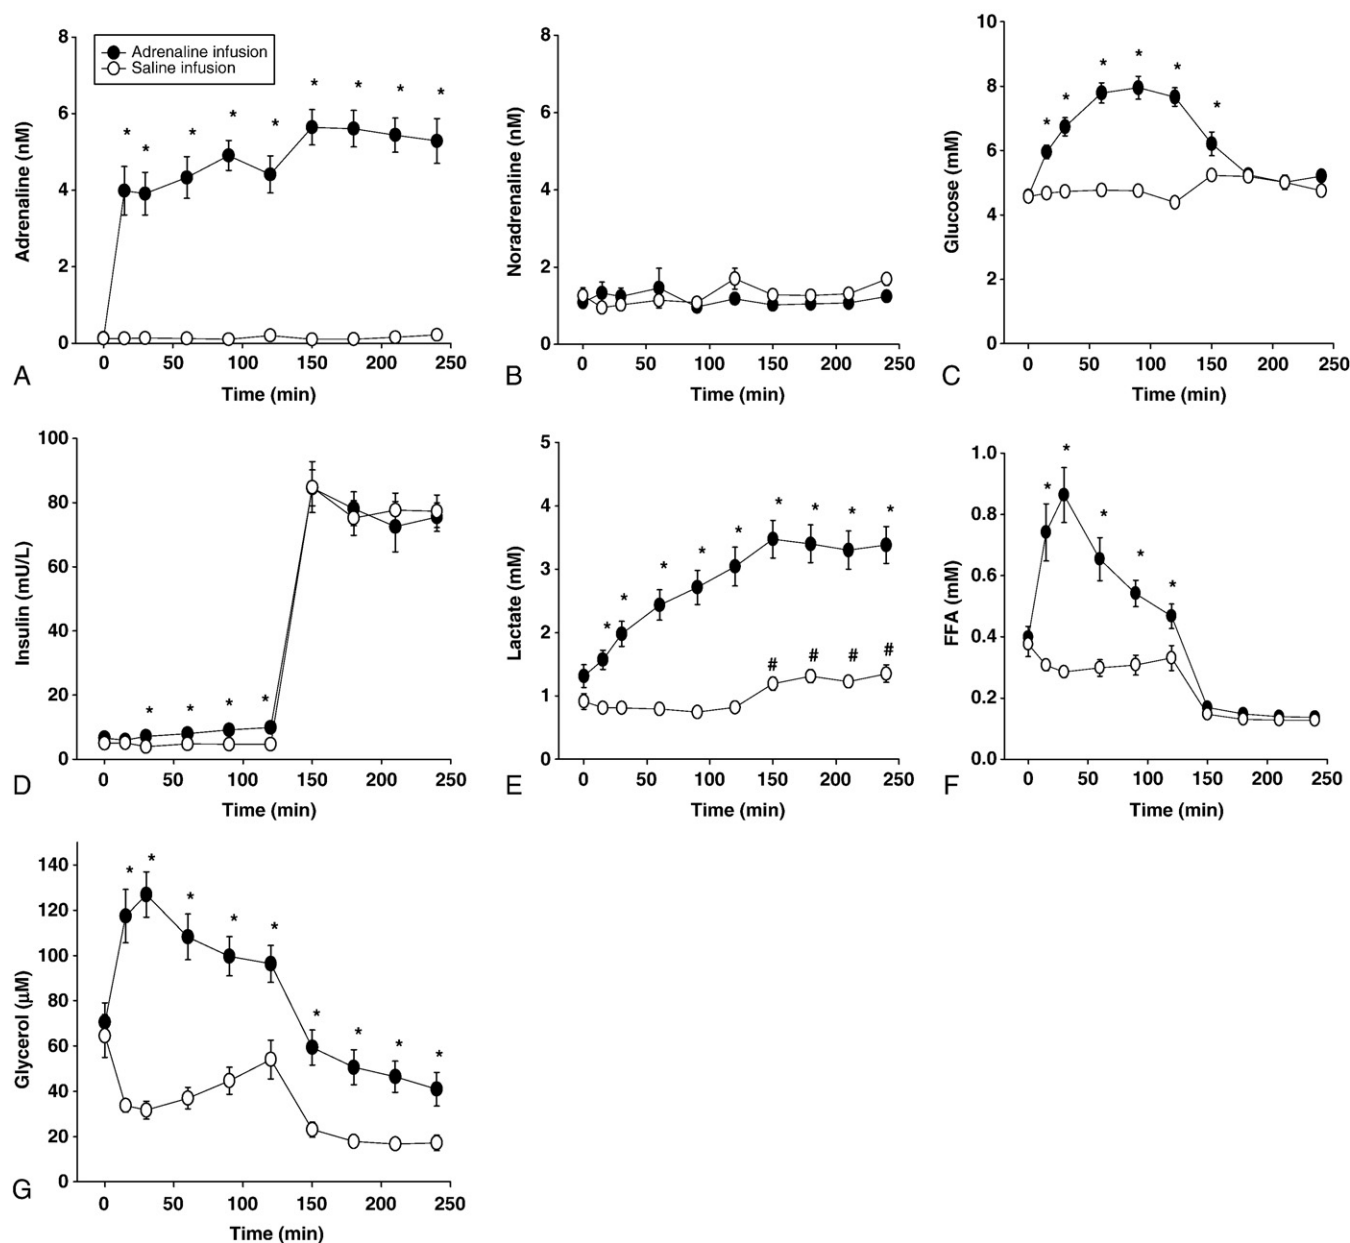 Adrenaline infusion
Saline infusion
Adrenaline (nM)
8
6
4
2
0
* * * * * * * * *
0 50 100 150 200 250
Time (min)
A
Noradrenaline (nM)
8
6
4
2
0
0 50 100 150 200 250
Time (min)
B
Glucose (mM)
10
8
6
4
2
0
* * * * * *
0 50 100 150 200 250
Time (min)
C
Insulin (mU/L)
100
80
60
40
20
0
* * * *
0 50 100 150 200 250
Time (min)
D
Lactate (mM)
5
4
3
2
1
0
* * * * * * * * *
# # # #
0 50 100 150 200 250
Time (min)
E
FFA (mM)
1.0
0.8
0.6
0.4
0.2
0.0
* * * * *
0 50 100 150 200 250
Time (min)
F
Glycerol (µM)
140
120
100
80
60
40
20
0
* * * * * * * * *
0 50 100 150 200 250
Time (min)
G